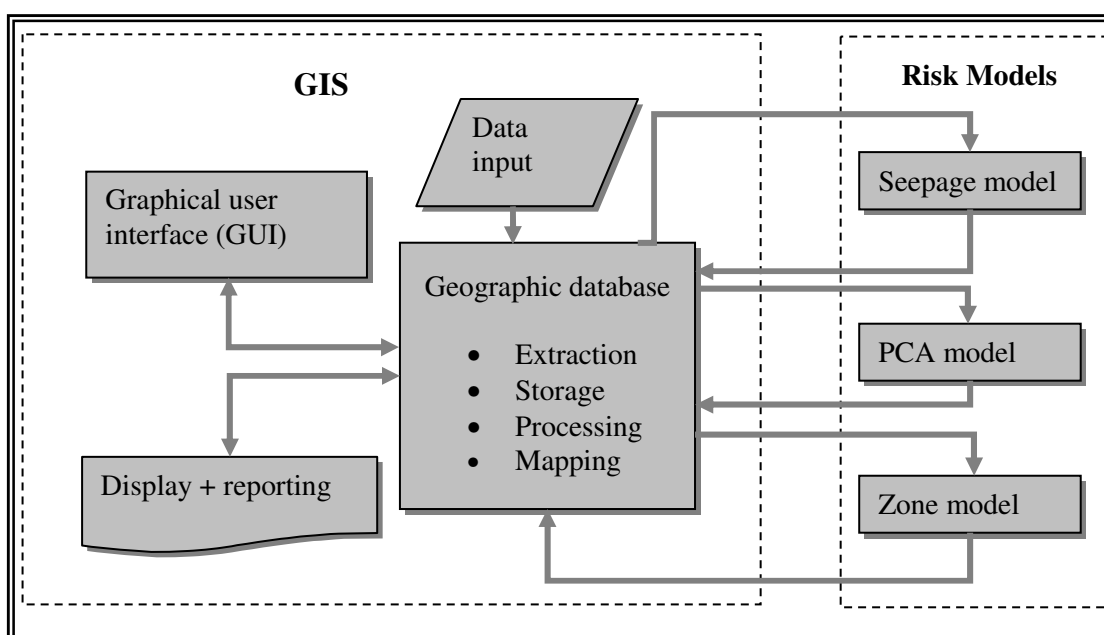 GIS
Data
input
Graphical user
interface (GUI)
Geographic database
• Extraction
• Storage
• Processing
• Mapping
Display + reporting
Risk Models
Seepage model
PCA model
Zone model